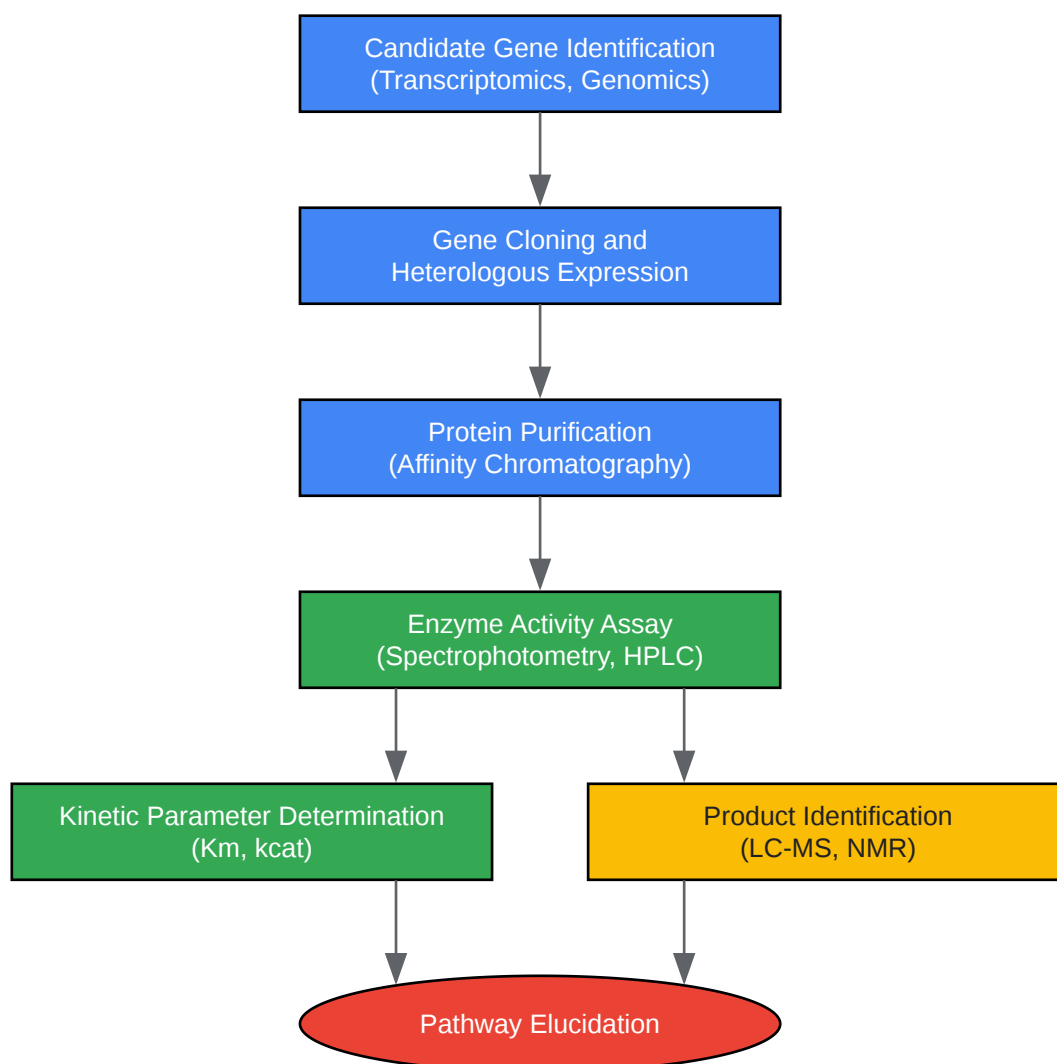 Candidate Gene Identification
(Transcriptomics, Genomics)
Gene Cloning and
Heterologous Expression
Protein Purification
(Affinity Chromatography)
Enzyme Activity Assay
(Spectrophotometry, HPLC)
Kinetic Parameter Determination
(Km, kcat)
Product Identification
(LC-MS, NMR)
Pathway Elucidation